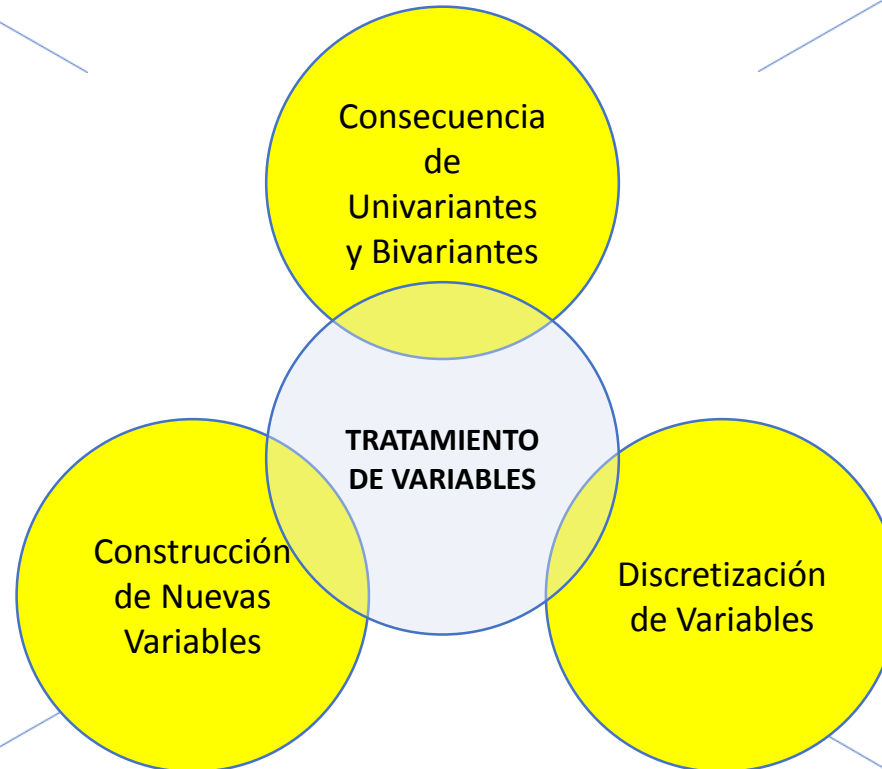 Consecuencia
de
Univariantes
y Bivariantes
TRATAMIENTO
DE VARIABLES
Construcción
de Nuevas
Variables
Discretización
de Variables